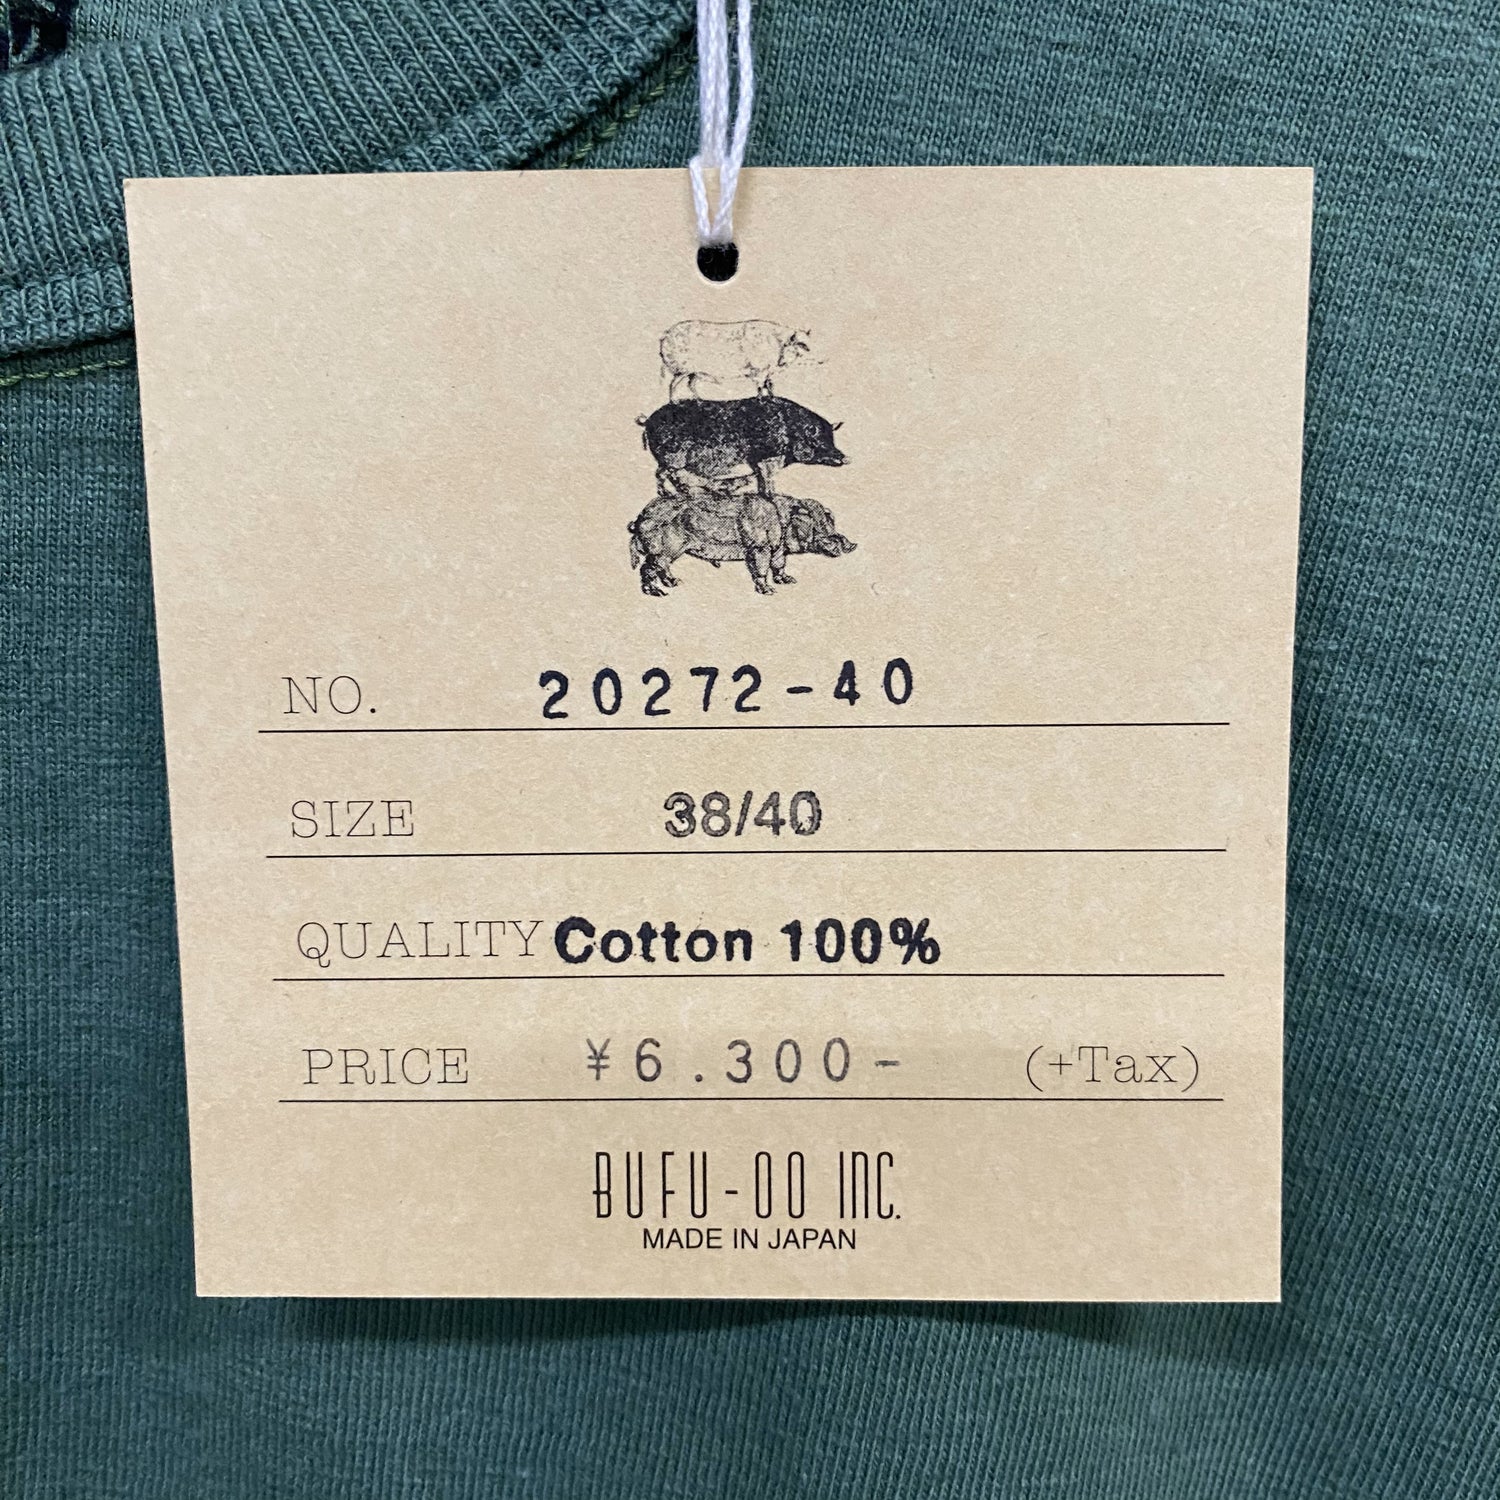 NO. 20272-40
SIZE 38/40
QUALITY Cotton 100%
PRICE ¥6.300- (+Tax)
BUFU-OO INC.
MADE IN JAPAN